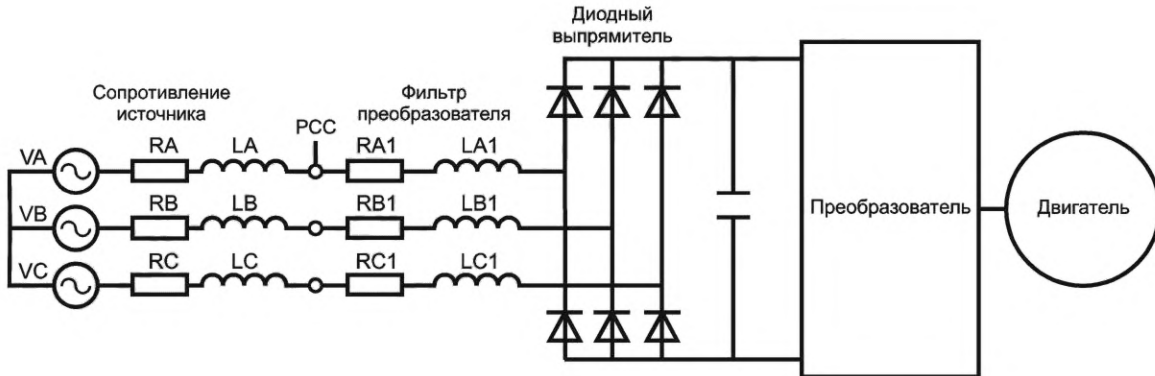 Диодный
выпрямитель
Сопротивление
источника
Фильтр
преобразователя
PCC
VA
RA
LA
RA1
LA1
VB
RB
LB
RB1
LB1
VC
RC
LC
RC1
LC1
Преобразователь
Двигатель